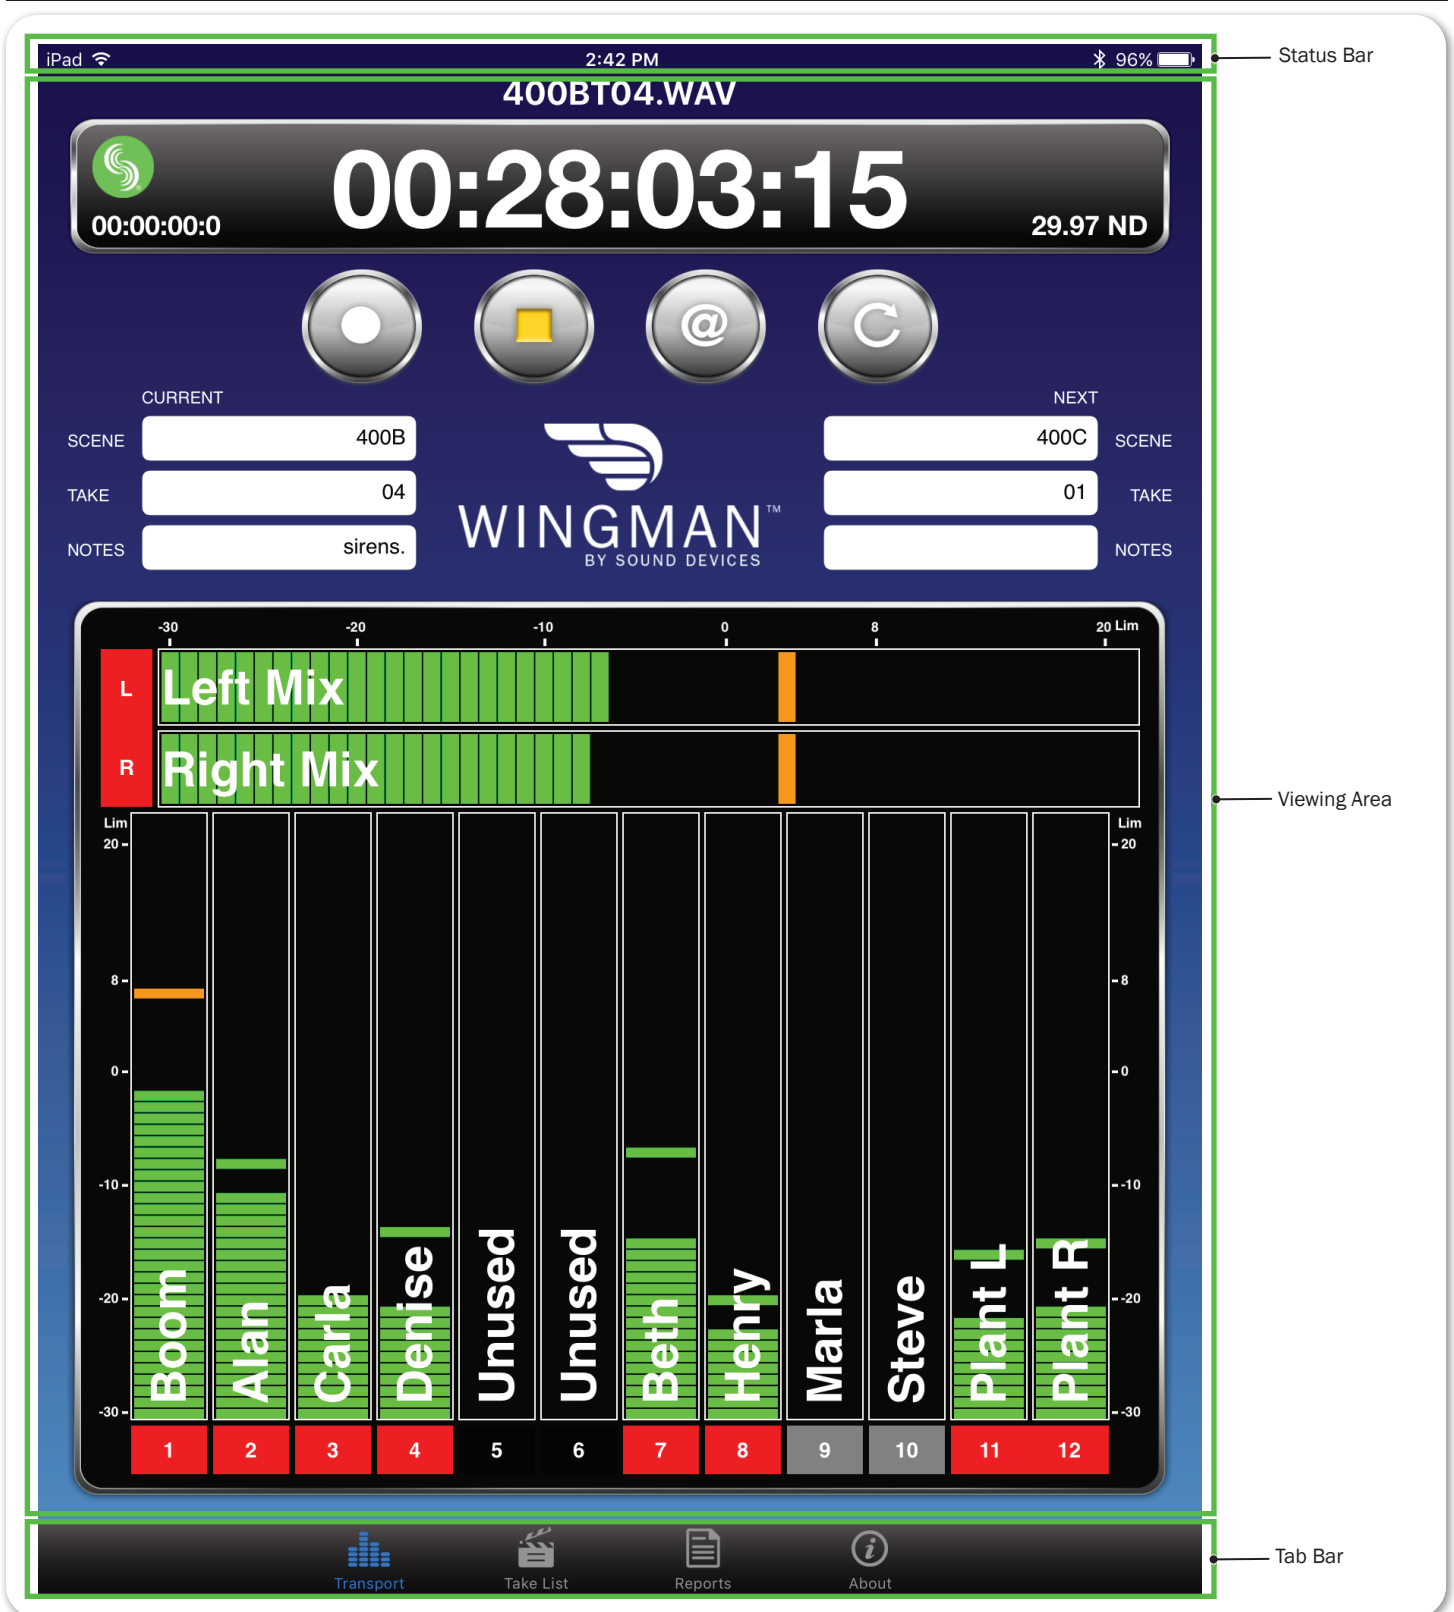 iPad 2:42 PM 96%
Status Bar
400BT04.WAV
00:28:03:15
00:00:00:0
29.97 ND
@
CURRENT
NEXT
SCENE 400B
400C SCENE
TAKE 04
01 TAKE
NOTES sirens.
NOTES
WINGMAN™
BY SOUND DEVICES
-30 -20 -10 0 8 20 Lim
L Left Mix
R Right Mix
Viewing Area
Lim
20
8
0
-10
-20
-30
Lim
20
8
0
-10
-20
-30
Boom
Alan
Carla
Denise
Unused
Unused
Beth
Henry
Marla
Steve
Plant L
Plant R
1 2 3 4 5 6 7 8 9 10 11 12
Transport
Take List
Reports
About
Tab Bar